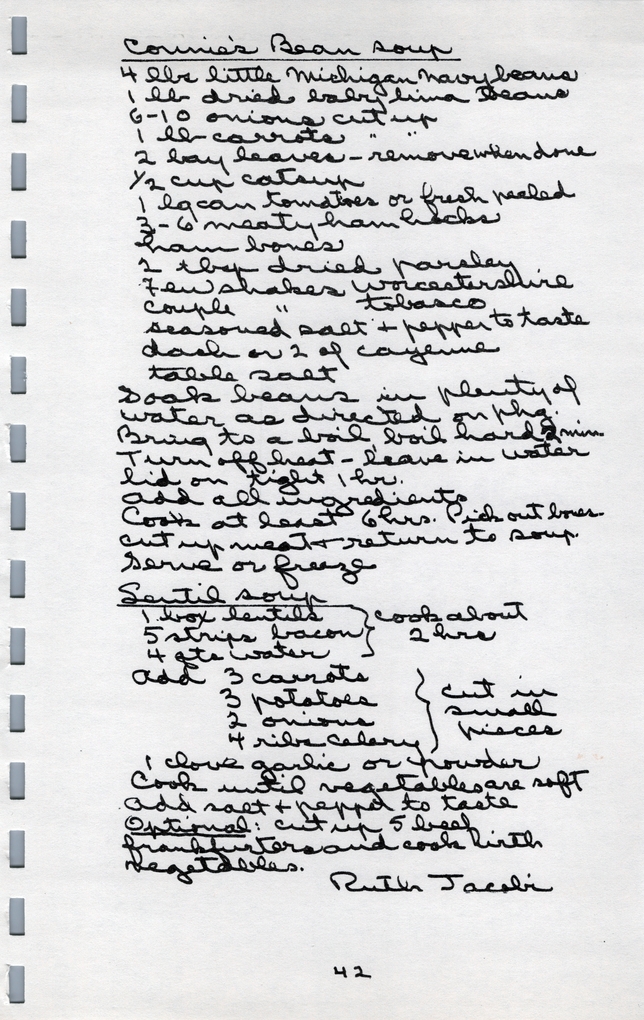 Connie's Bean soup
4 lbs little Michigan Navy beans
1 lb dried baby lima Beans
6-10 onions cut up
1 lb carrots " "
2 bay leaves - remove when done
1/2 cup catsup
1 lg can tomatoes or fresh peeled
3-6 meaty ham hocks
ham bones
2 tbsp dried parsley
Few shakes worcestershire
couple " tobasco
seasoned salt + pepper to taste
dash or 2 of cayenne
table salt
Soak beans in plenty of
water as directed on pkg.
Bring to a boil, boil hard 2 min.
Turn off heat - leave in water
lid on tight 1 hr.
add all ingredients
Cook at least 6 hrs. Pick out bones.
cut up meat + return to soup.
Serve or freeze
Lentil soup
1 box lentils } cook about
5 strips bacon } 2 hrs
4 qts water
add 3 carrots } cut in
3 potatoes small
2 onions pieces
4 ribs celery
1 clove garlic or powder
Cook until vegetables are soft
add salt + pepper to taste
Optional: cut up 5 beef
frankfurters and cook with
vegetables.
Ruth Jacobi
42